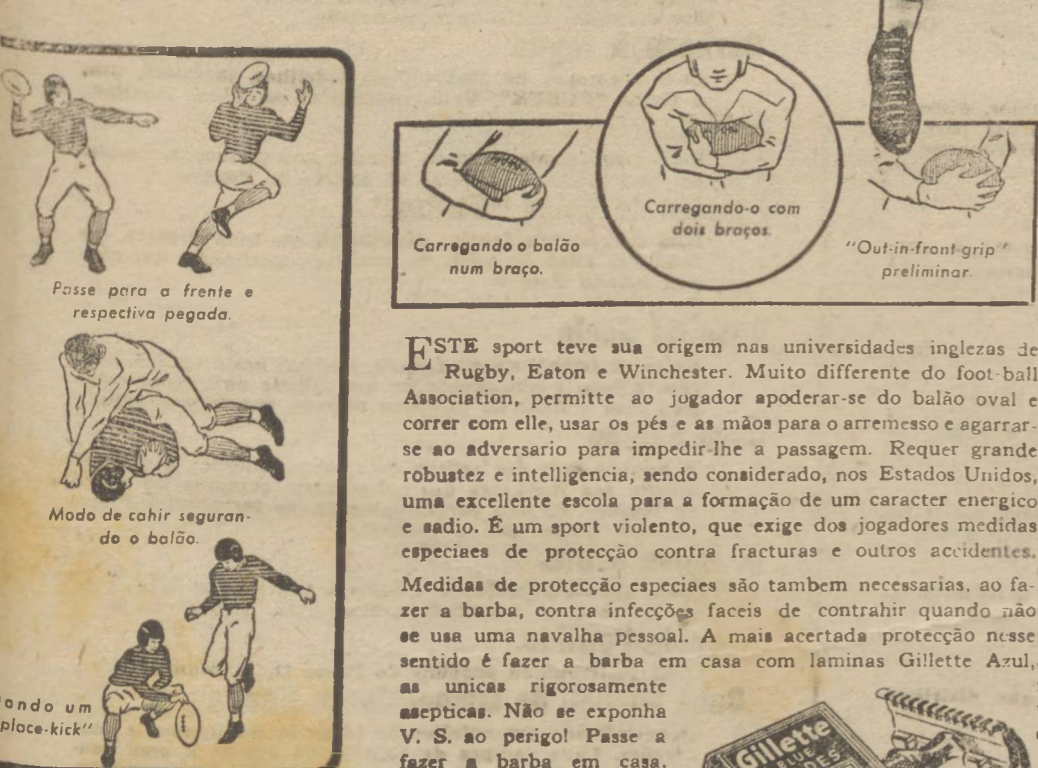 Passe para a frente e
respectiva pegada.
Modo de cahir seguran-
do o balão.
um
place-kick"
Carregando o balão
num braço.
Carregando-o com
dois braços.
"Out-in-front-grip"
preliminar.
ESTE sport teve sua origem nas universidades inglezas de
Rugby, Eaton e Winchester. Muito differente do foot-ball
Association, permitte ao jogador apoderar-se do balão oval e
correr com elle, usar os pés e as mãos para o arremesso e agarrar-
se ao adversario para impedir-lhe a passagem. Requer grande
robustez e intelligencia, sendo considerado, nos Estados Unidos,
uma excellente escola para a formação de um caracter energico
e sadio. É um sport violento, que exige dos jogadores medidas
especiaes de protecção contra fracturas e outros accidentes.
Medidas de protecção especiaes são tambem necessarias, ao fa-
zer a barba, contra infecções faceis de contrahir quando não
se usa uma navalha pessoal. A mais acertada protecção nesse
sentido é fazer a barba em casa com laminas Gillette Azul,
as unicas rigorosamente
asepticas. Não se exponha
V. S. ao perigo! Passe a
fazer a barba em casa,
Gillette
BLUE